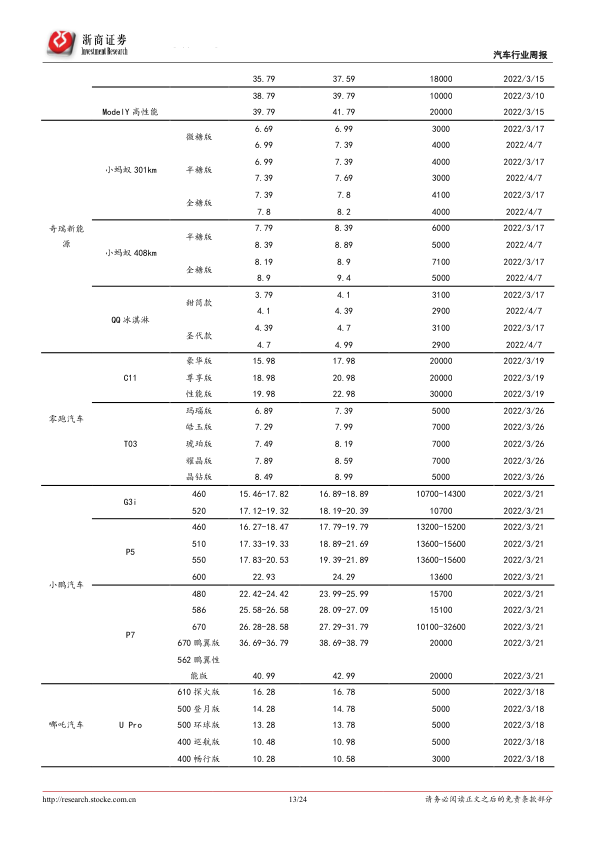 浙商证券
Investment Research
汽车行业周报
35.79 37.59 18000 2022/3/15
38.79 39.79 10000 2022/3/10
ModelY 高性能 39.79 41.79 20000 2022/3/15
6.69 6.99 3000 2022/3/17
微糖版
6.99 7.39 4000 2022/4/7
小蚂蚁 301km 半糖版 6.99 7.39 4000 2022/4/7
7.39 7.69 3000 2022/3/17
全糖版
7.39 7.8 4100 2022/3/17
7.8 8.2 4000 2022/4/7
奇瑞新能
源
半糖版
7.79 8.39 6000 2022/3/17
小蚂蚁 408km 8.39 8.89 5000 2022/4/7
全糖版
8.19 8.9 7100 2022/3/17
8.9 9.4 5000 2022/4/7
甜筒款
3.79 4.1 3100 2022/3/17
4.1 4.39 2900 2022/4/7
QQ 冰淇淋
圣代款
4.39 4.7 3100 2022/3/17
4.7 4.99 2900 2022/4/7
豪华版 15.98 17.98 20000 2022/3/19
C11 尊享版 18.98 20.98 20000 2022/3/19
性能版 19.98 22.98 30000 2022/3/19
零跑汽车 玛瑙版 6.89 7.39 5000 2022/3/26
皓玉版 7.29 7.99 7000 2022/3/26
T03 琥珀版 7.49 8.19 7000 2022/3/26
耀晶版 7.89 8.59 7000 2022/3/26
晶钻版 8.49 8.99 5000 2022/3/26
G3i
460 15.46-17.82 16.89-18.89 10700-14300 2022/3/21
520 17.12-19.32 18.19-20.39 10700 2022/3/21
460 16.27-18.47 17.79-19.79 13200-15200 2022/3/21
P5
510 17.33-19.33 18.89-21.69 13600-15600 2022/3/21
550 17.83-20.53 19.39-21.89 13600-15600 2022/3/21
600 22.93 24.29 13600 2022/3/21
小鹏汽车
480 22.42-24.42 23.99-25.99 15700 2022/3/21
586 25.58-26.58 28.09-27.09 15100 2022/3/21
670 26.28-28.58 27.29-31.79 10100-32600 2022/3/21
P7
670 鹏翼版 36.69-36.79 38.69-38.79 20000 2022/3/21
562 鹏翼性
能版 40.99 42.99 20000 2022/3/21
610 探火版 16.28 16.78 5000 2022/3/18
500 登月版 14.28 14.78 5000 2022/3/18
哪吒汽车 U Pro 500 环球版 13.28 13.78 5000 2022/3/18
400 巡航版 10.48 10.98 5000 2022/3/18
400 畅行版 10.28 10.58 3000 2022/3/18
http://research.stocke.com.cn 13/24 请务必阅读正文之后的免责条款部分